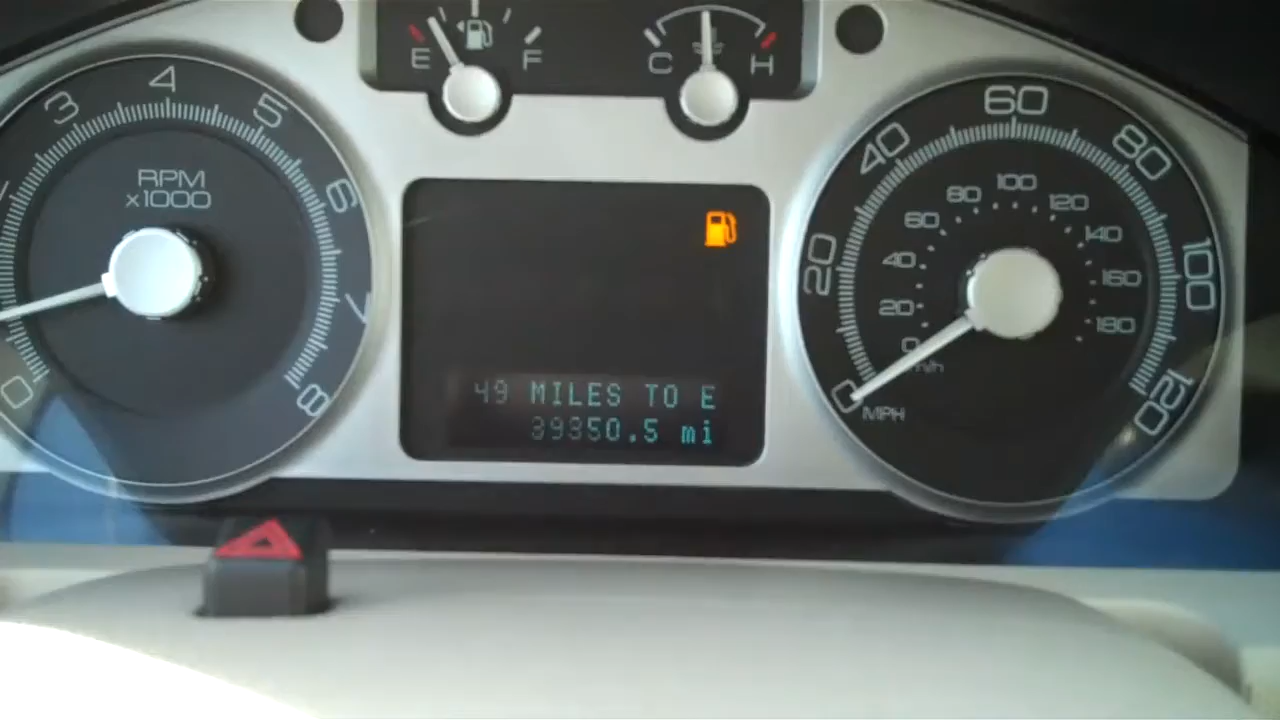 E F
C H
3 4 5 6 7 8 0
RPM
x1000
0 20 40 60 80 100 120
MPH
0 20 40 60 80 100 120 140 160 180
km/h
49 MILES TO E
39350.5 mi